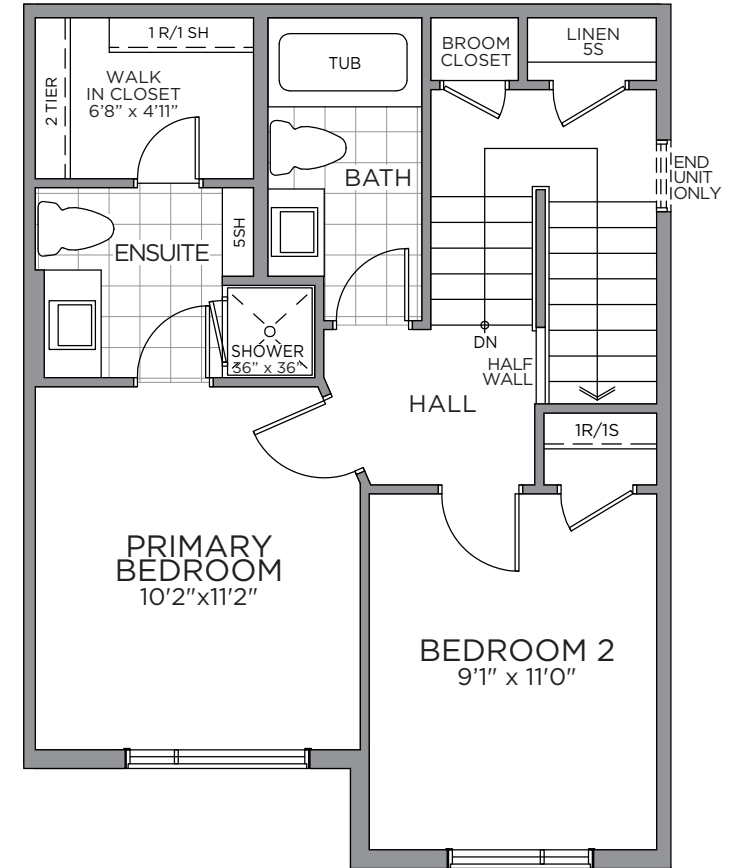 1 R/1 SH
2 TIER
WALK
IN CLOSET
6'8" x 4'11"
TUB
BROOM
CLOSET
LINEN
5S
BATH
END
UNIT
ONLY
ENSUITE
5SH
SHOWER
36" x 36"
DN
HALF
WALL
HALL
1R/1S
PRIMARY
BEDROOM
10'2"x11'2"
BEDROOM 2
9'1" x 11'0"